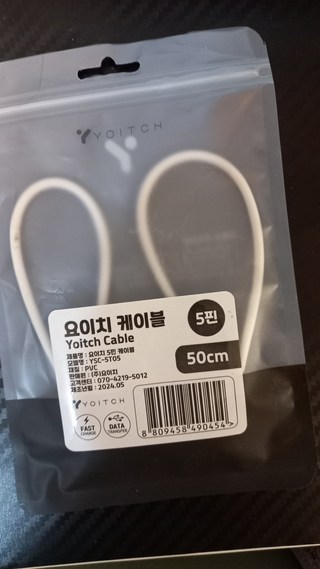 YOITCH
요이치 케이블
Yoitch Cable
5핀
50cm
제품명 : 요이치 5핀 케이블
모델명 : YSC-ST05
재질 : PVC
판매원 : (주)요이치
고객센터 : 070-4219-5012
제조년월 : 2024.05
YOITCH
FAST
CHARGE
DATA
TRANSFER
8 809458 490454 >